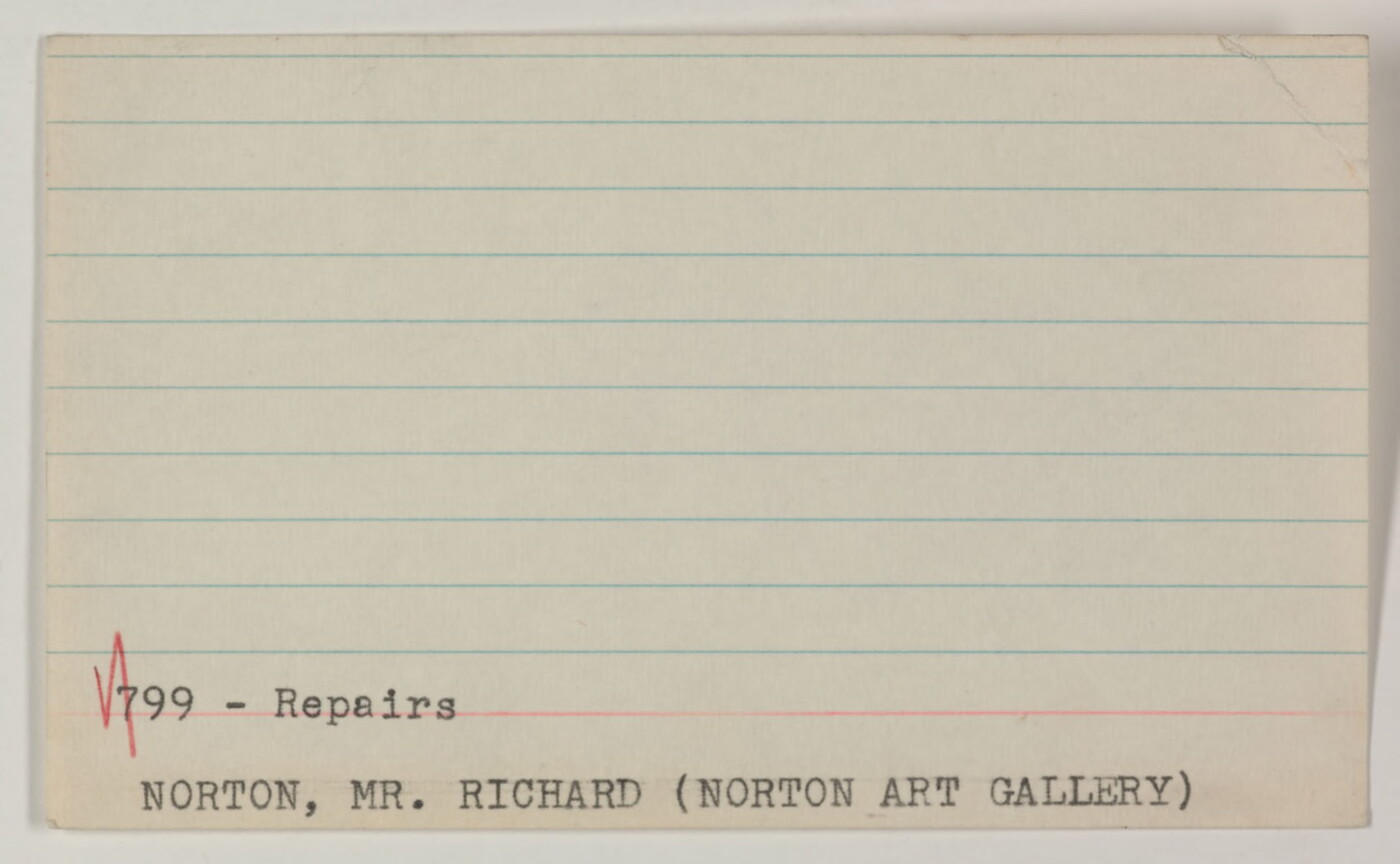 799 - Repairs
NORTON, MR. RICHARD (NORTON ART GALLERY)